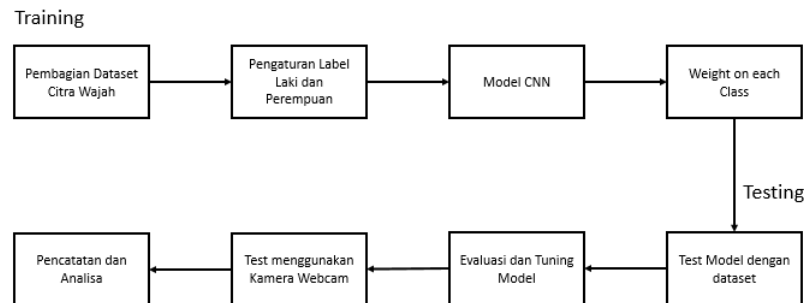 Training
Pembagian Dataset
Citra Wajah
Pengaturan Label
Laki dan
Perempuan
Model CNN
Weight on each
Class
Testing
Test Model dengan
dataset
Evaluasi dan Tuning
Model
Test menggunakan
Kamera Webcam
Pencatatan dan
Analisa